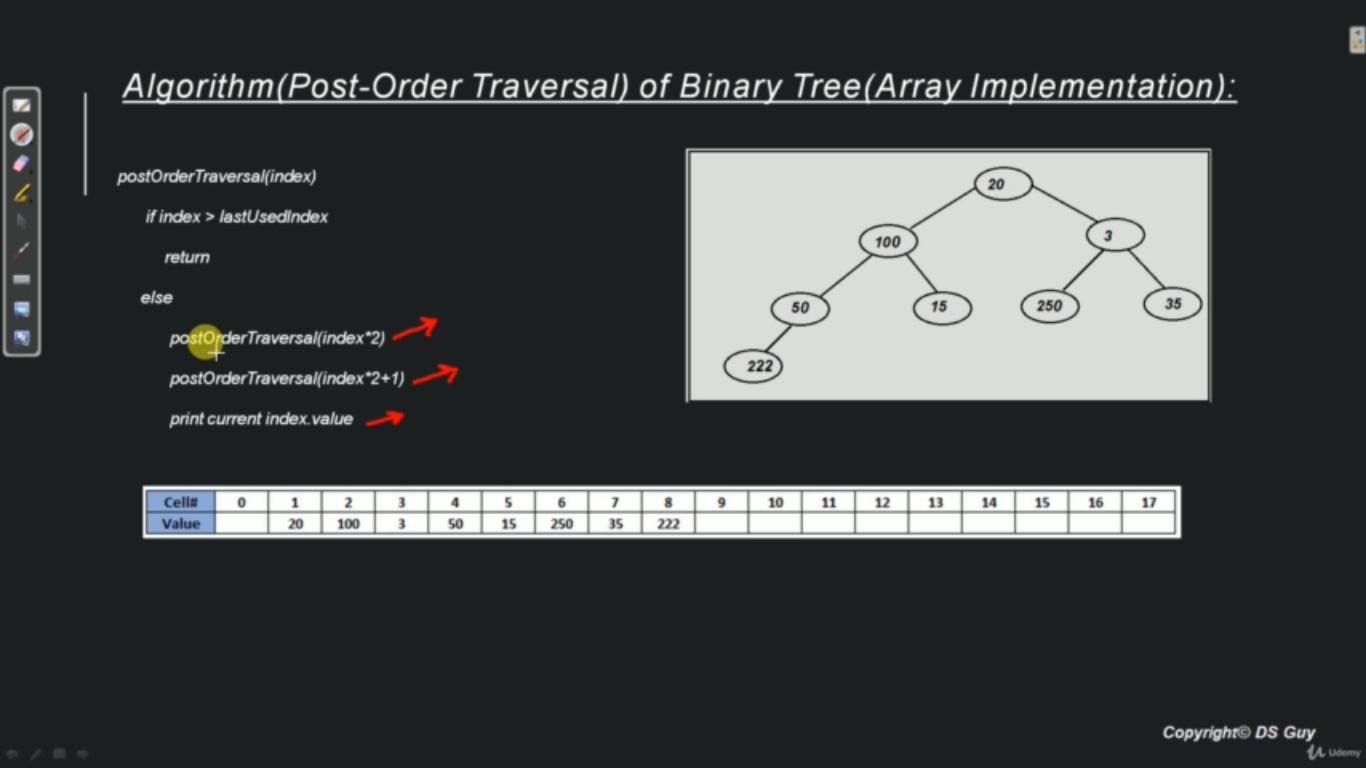 Algorithm(Post-Order Traversal) of Binary Tree(Array Implementation):
postOrderTraversal(index)
if index > lastUsedIndex
return
else
postOrderTraversal(index*2)
postOrderTraversal(index*2+1)
print current index.value
20
100
3
50
15
250
35
222
Cell# 0 1 2 3 4 5 6 7 8 9 10 11 12 13 14 15 16 17
Value 20 100 3 50 15 250 35 222
Copyright© DS Guy
Udemy